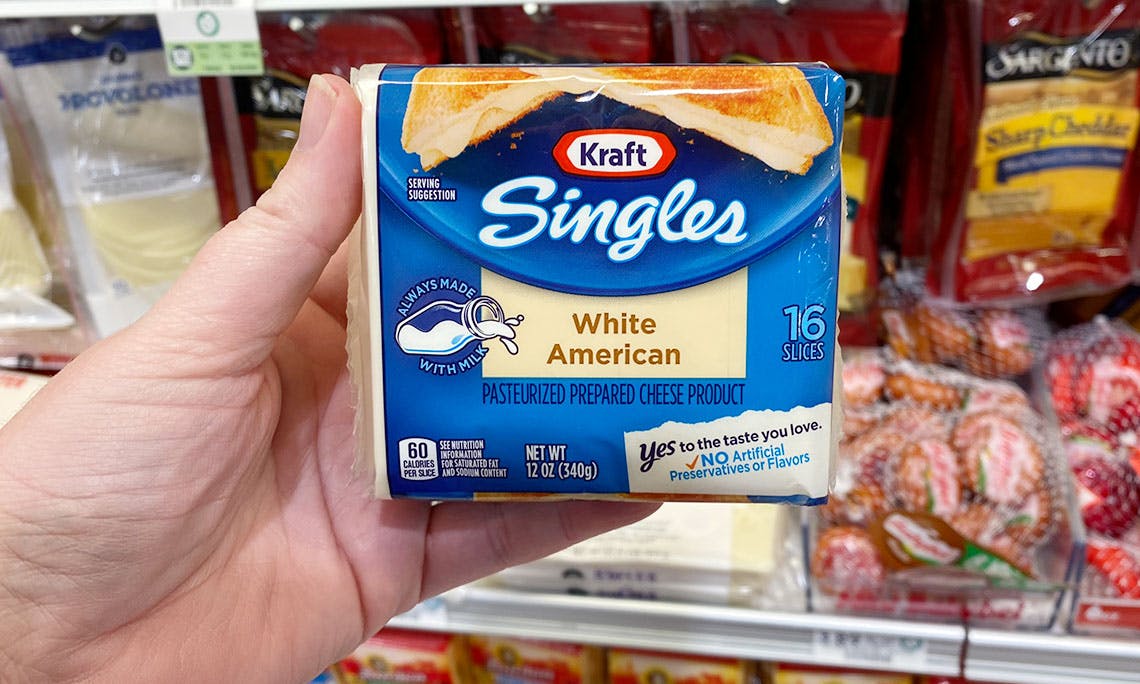 PROVOLONE
SARGENTO
Sharp Cheddar
Kraft
Singles
SERVING
SUGGESTION
ALWAYS MADE
WITH MILK
White
American
16
SLICES
PASTEURIZED PREPARED CHEESE PRODUCT
60
CALORIES
PER SLICE
SEE NUTRITION
INFORMATION
FOR SATURATED FAT
AND SODIUM CONTENT
NET WT
12 OZ (340g)
Yes to the taste you love.
NO Artificial
Preservatives or Flavors
SWISS